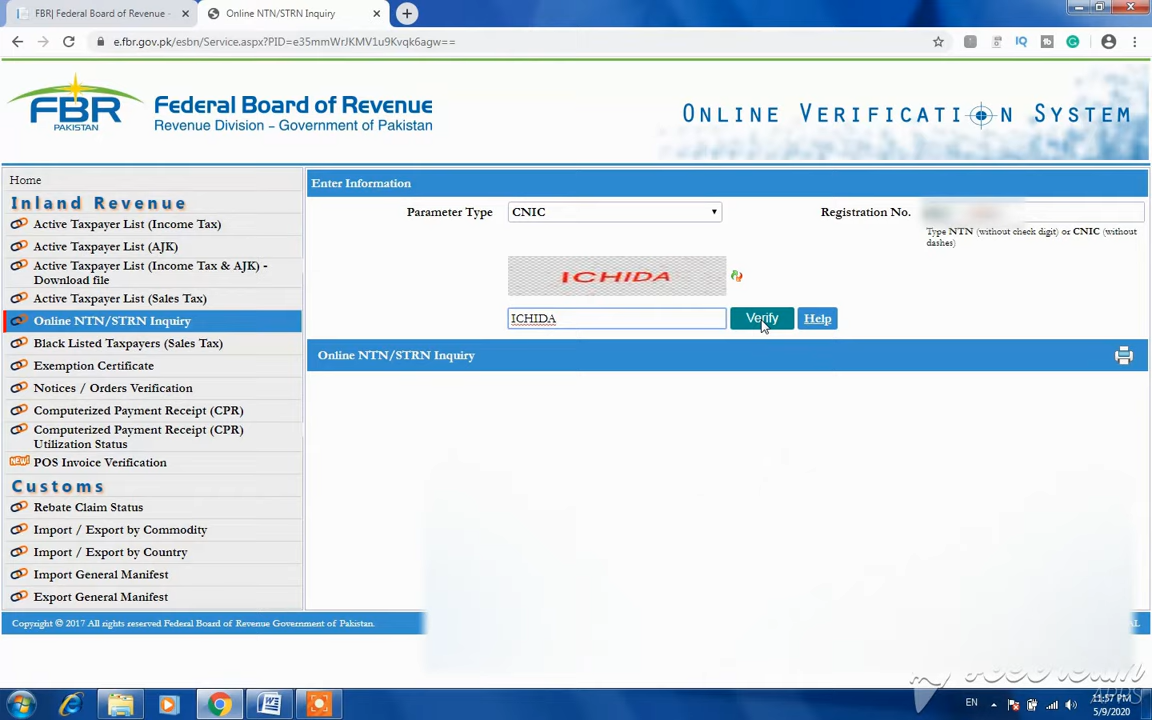 FBR| Federal Board of Revenue -
Online NTN/STRN Inquiry
e.fbr.gov.pk/esbn/Service.aspx?PID=e35mmWrJKMV1u9Kvqk6agw==
IQ
FBR
PAKISTAN
Federal Board of Revenue
Revenue Division – Government of Pakistan
ONLINE VERIFICATION SYSTEM
Home
Inland Revenue
Active Taxpayer List (Income Tax)
Active Taxpayer List (AJK)
Active Taxpayer List (Income Tax & AJK) -
Download file
Active Taxpayer List (Sales Tax)
Online NTN/STRN Inquiry
Black Listed Taxpayers (Sales Tax)
Exemption Certificate
Notices / Orders Verification
Computerized Payment Receipt (CPR)
Computerized Payment Receipt (CPR)
Utilization Status
NEW! POS Invoice Verification
Customs
Rebate Claim Status
Import / Export by Commodity
Import / Export by Country
Import General Manifest
Export General Manifest
Enter Information
Parameter Type
CNIC
Registration No.
Type NTN (without check digit) or CNIC (without
dashes)
ICHIDA
ICHIDA
Verify
Help
Online NTN/STRN Inquiry
Copyright © 2017 All rights reserved Federal Board of Revenue Government of Pakistan.
APPS
EN
11:57 PM
5/9/2020